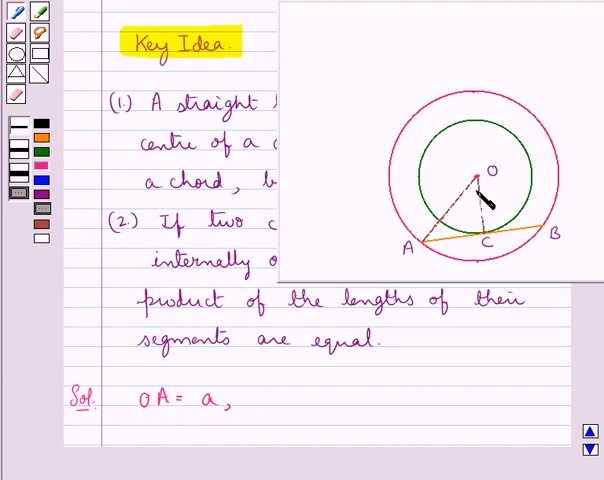 Key Idea.
(1.) A straight
centre of a
a chord,
(2.) If two
internally
product of the lengths of their
segments are equal.
Sol. OA = a,
O
A
C
B